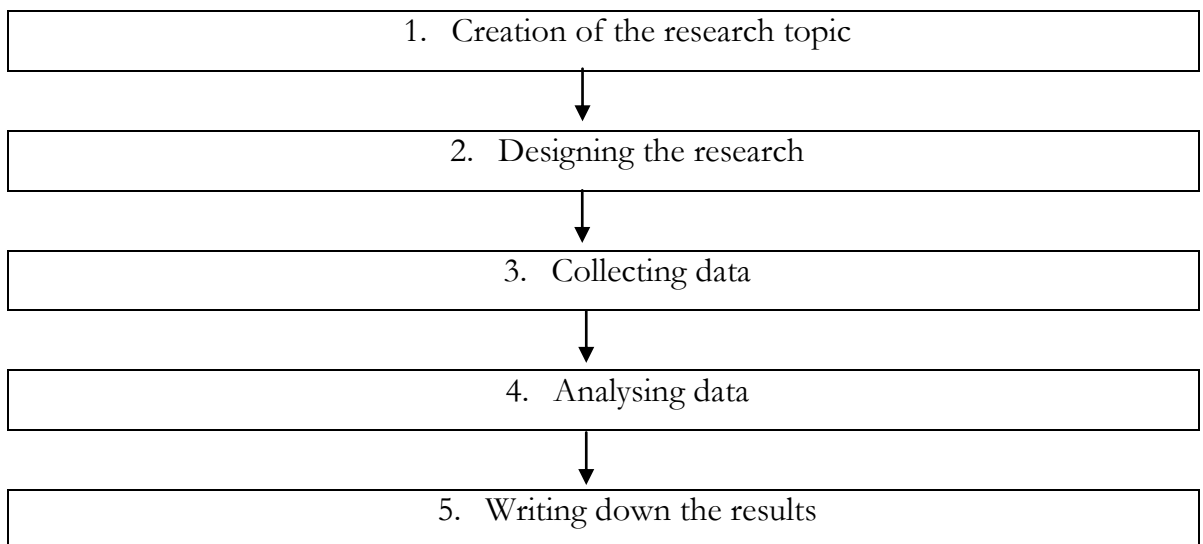 1. Creation of the research topic
2. Designing the research
3. Collecting data
4. Analysing data
5. Writing down the results